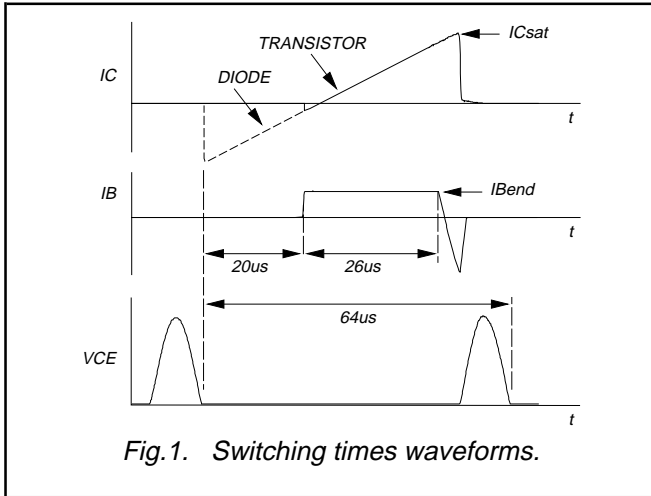 ICsat
TRANSISTOR
IC
DIODE
t
IB
IBend
t
20us
26us
64us
VCE
t
Fig.1. Switching times waveforms.